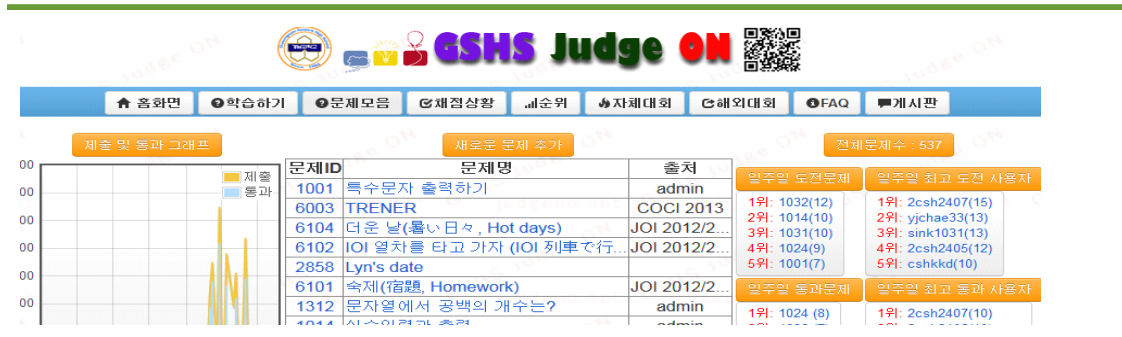 GSHS Judge ON
홈화면 학습하기 문제모음 채점상황 순위 자체대회 해외대회 FAQ 게시판
제출 및 통과 그래프
제출
통과
새로운 문제 추가
문제ID 문제명 출처
1001 특수문자 출력하기 admin
6003 TRENER COCI 2013
6104 더운 날(暑い日々, Hot days) JOI 2012/2...
6102 IOI 열차를 타고 가자 (IOI 列車で行... JOI 2012/2...
2858 Lyn's date
6101 숙제(宿題, Homework) JOI 2012/2...
1312 문자열에서 공백의 개수는? admin
전체문제수 : 537
일주일 도전문제
1위: 1032(12)
2위: 1014(10)
3위: 1031(10)
4위: 1024(9)
5위: 1001(7)
일주일 최고 도전 사용자
1위: 2csh2407(15)
2위: yjchae33(13)
3위: sink1031(13)
4위: 2csh2405(12)
5위: cshkkd(10)
일주일 통과문제
1위: 1024 (8)
일주일 최고 통과 사용자
1위: 2csh2407(10)